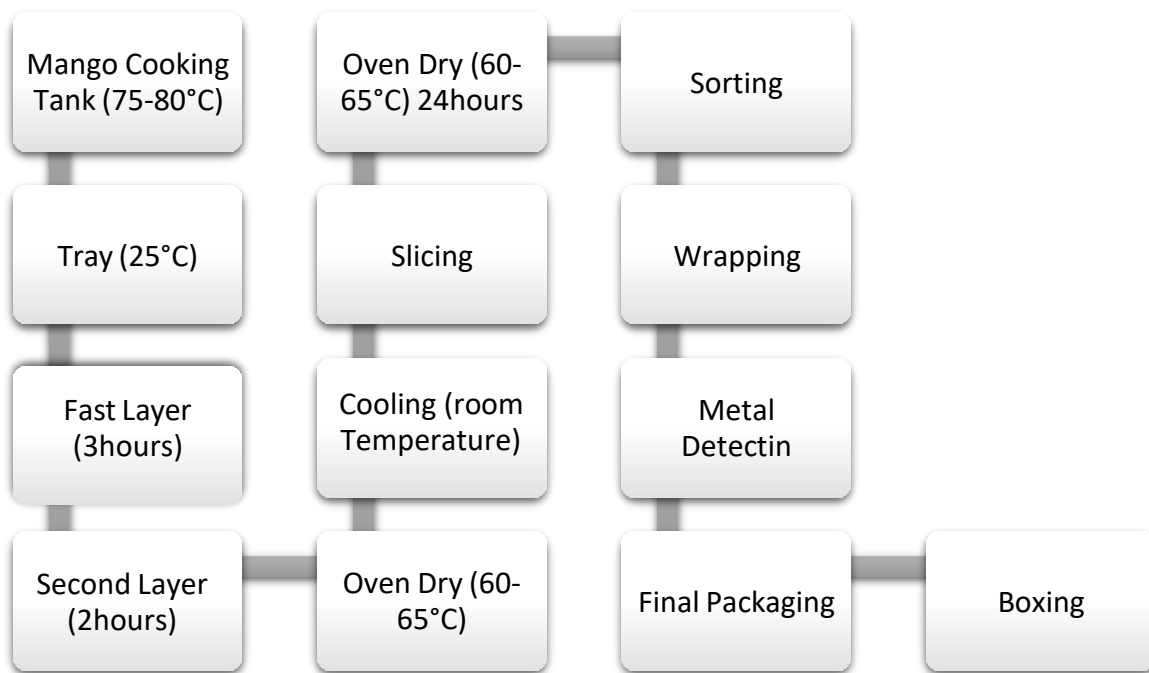 Mango Cooking
Tank (75-80°C)
Tray (25°C)
Fast Layer
(3hours)
Second Layer
(2hours)
Oven Dry (60-
65°C)
Cooling (room
Temperature)
Slicing
Oven Dry (60-
65°C) 24hours
Sorting
Wrapping
Metal
Detectin
Final Packaging
Boxing